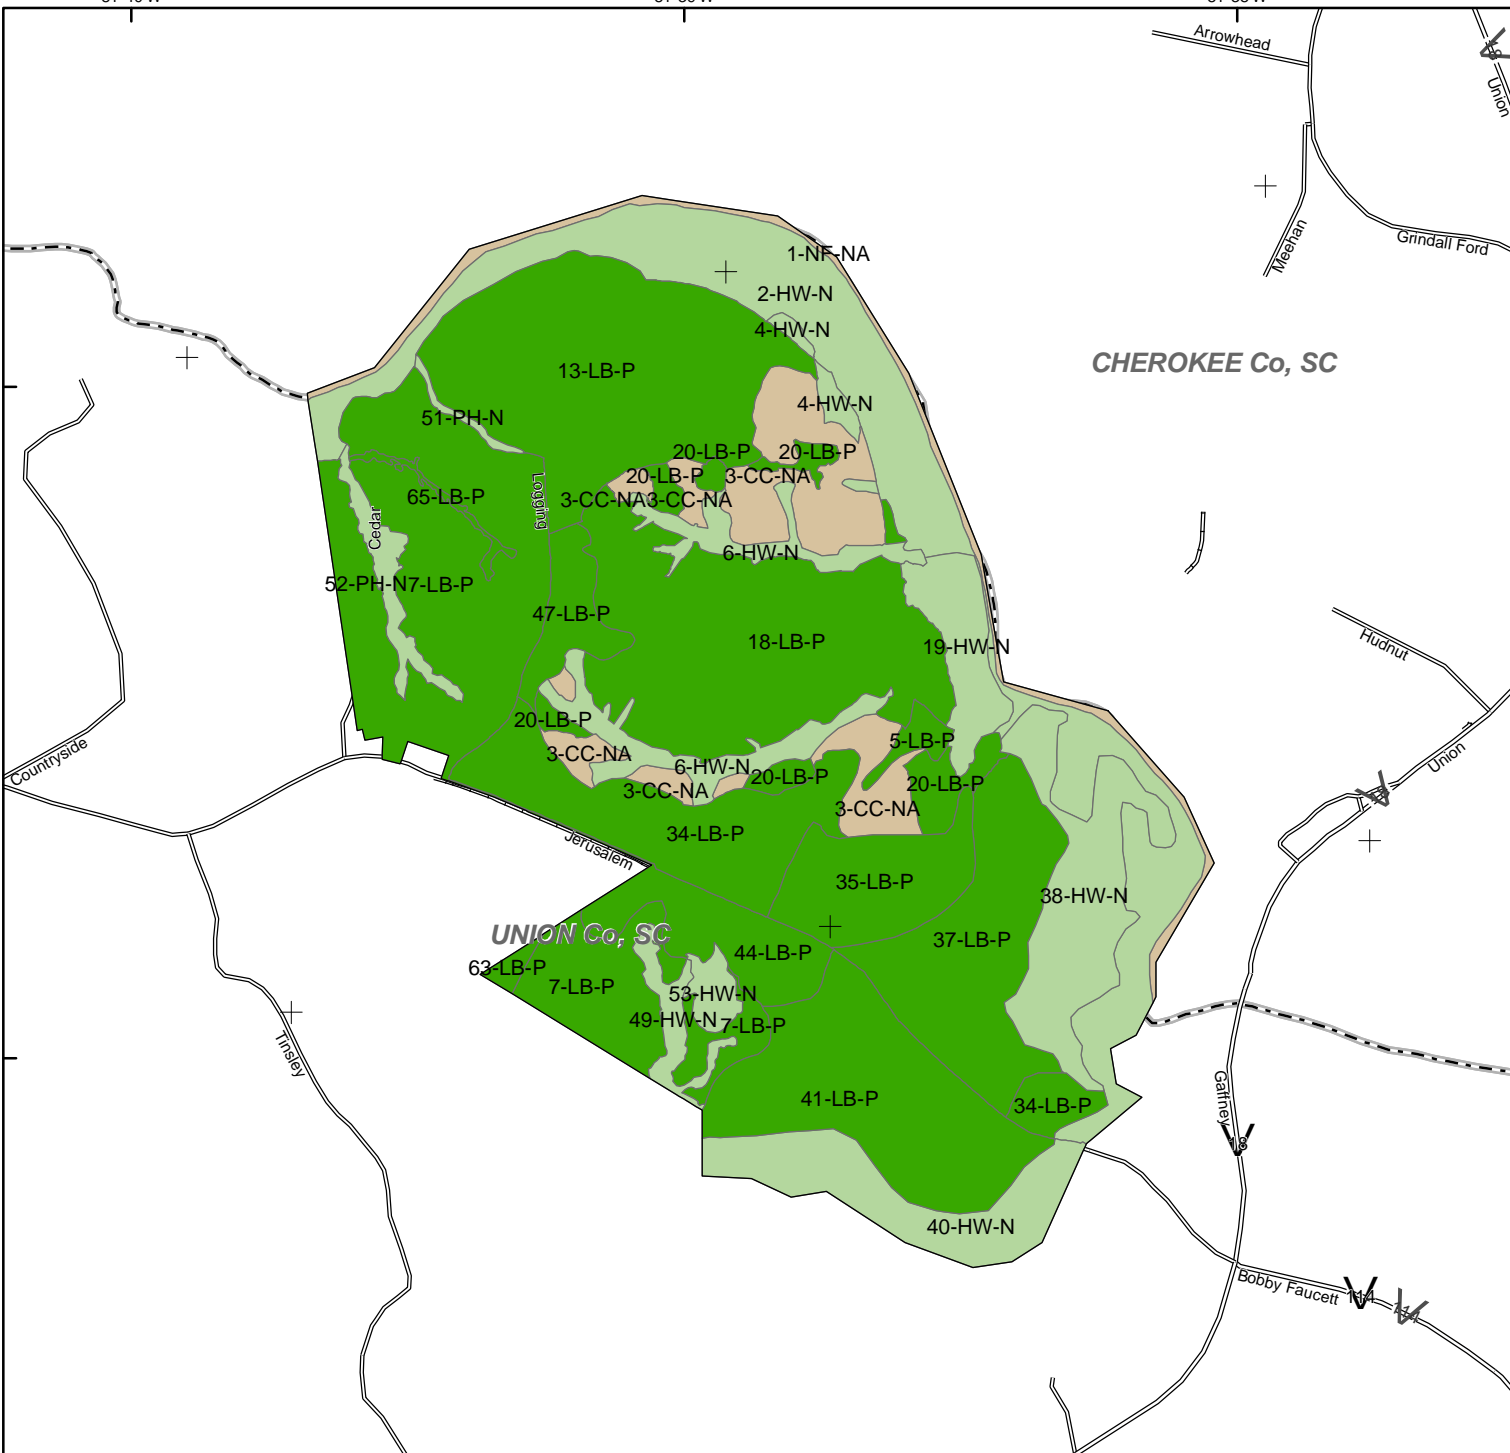 Arrowhead
18
Union
Meehan
Grindall Ford
1-NF-NA
2-HW-N
4-HW-N
CHEROKEE Co, SC
13-LB-P
4-HW-N
51-PH-N
20-LB-P
20-LB-P
20-LB-P
3-CC-NA
65-LB-P
3-CC-NA
3-CC-NA
Logging
Cedar
6-HW-N
52-PH-N
7-LB-P
47-LB-P
18-LB-P
19-HW-N
Hudnut
20-LB-P
5-LB-P
Countryside
3-CC-NA
6-HW-N
20-LB-P
20-LB-P
Union
3-CC-NA
3-CC-NA
34-LB-P
Jerusalem
35-LB-P
38-HW-N
UNION Co, SC
44-LB-P
37-LB-P
63-LB-P
7-LB-P
53-HW-N
49-HW-N
7-LB-P
Tinsley
41-LB-P
34-LB-P
Gaffney
18
40-HW-N
Bobby Faucett
114
114